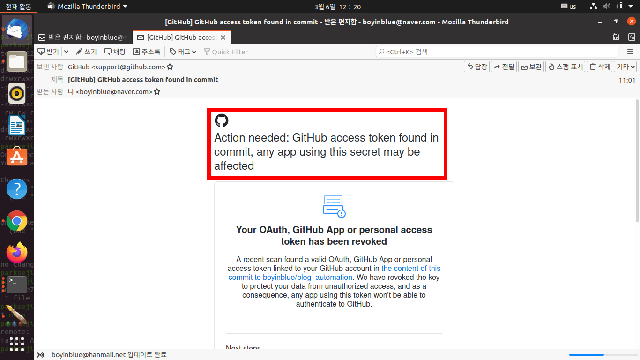 현재 활동
Mozilla Thunderbird
3월 6일 12 : 20
[GitHub] GitHub access token found in commit - 받은 편지함 - boyinblue@naver.com - Mozilla Thunderbird
받은 편지함 - boyinblue@
[GitHub] GitHub access
받기
쓰기
대화
주소록
태그
Quick Filter
<Ctrl+K> 검색
보낸 사람 GitHub <support@github.com>
답장
전달
보관
스팸 표시
삭제
기타
제목 [GitHub] GitHub access token found in commit
11:01
받는 사람 나 <boyinblue@naver.com>
Action needed: GitHub access token found in
commit, any app using this secret may be
affected
Your OAuth, GitHub App or personal access
token has been revoked
A recent scan found a valid OAuth, GitHub App or personal
access token linked to your GitHub account in the content of this
commit to boyinblue/blog_automation. We have revoked the key
to protect your data from unauthorized access, and as a
consequence, any app using this token won't be able to
authenticate to GitHub.
Next steps
boyinblue@hanmail.net 업데이트 완료